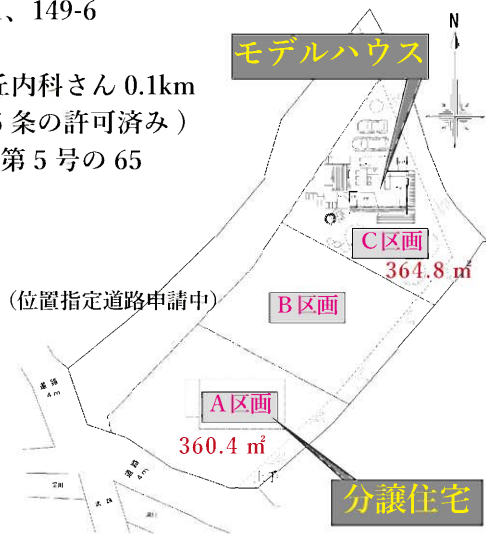 、149-6
丘内科さん 0.1km
条の許可済み ）
第 5 号の 65
N
モデルハウス
C区画
364.8 ㎡
（位置指定道路申請中）
B区画
道路
4m
A区画
360.4 ㎡
道路
4m
分譲住宅